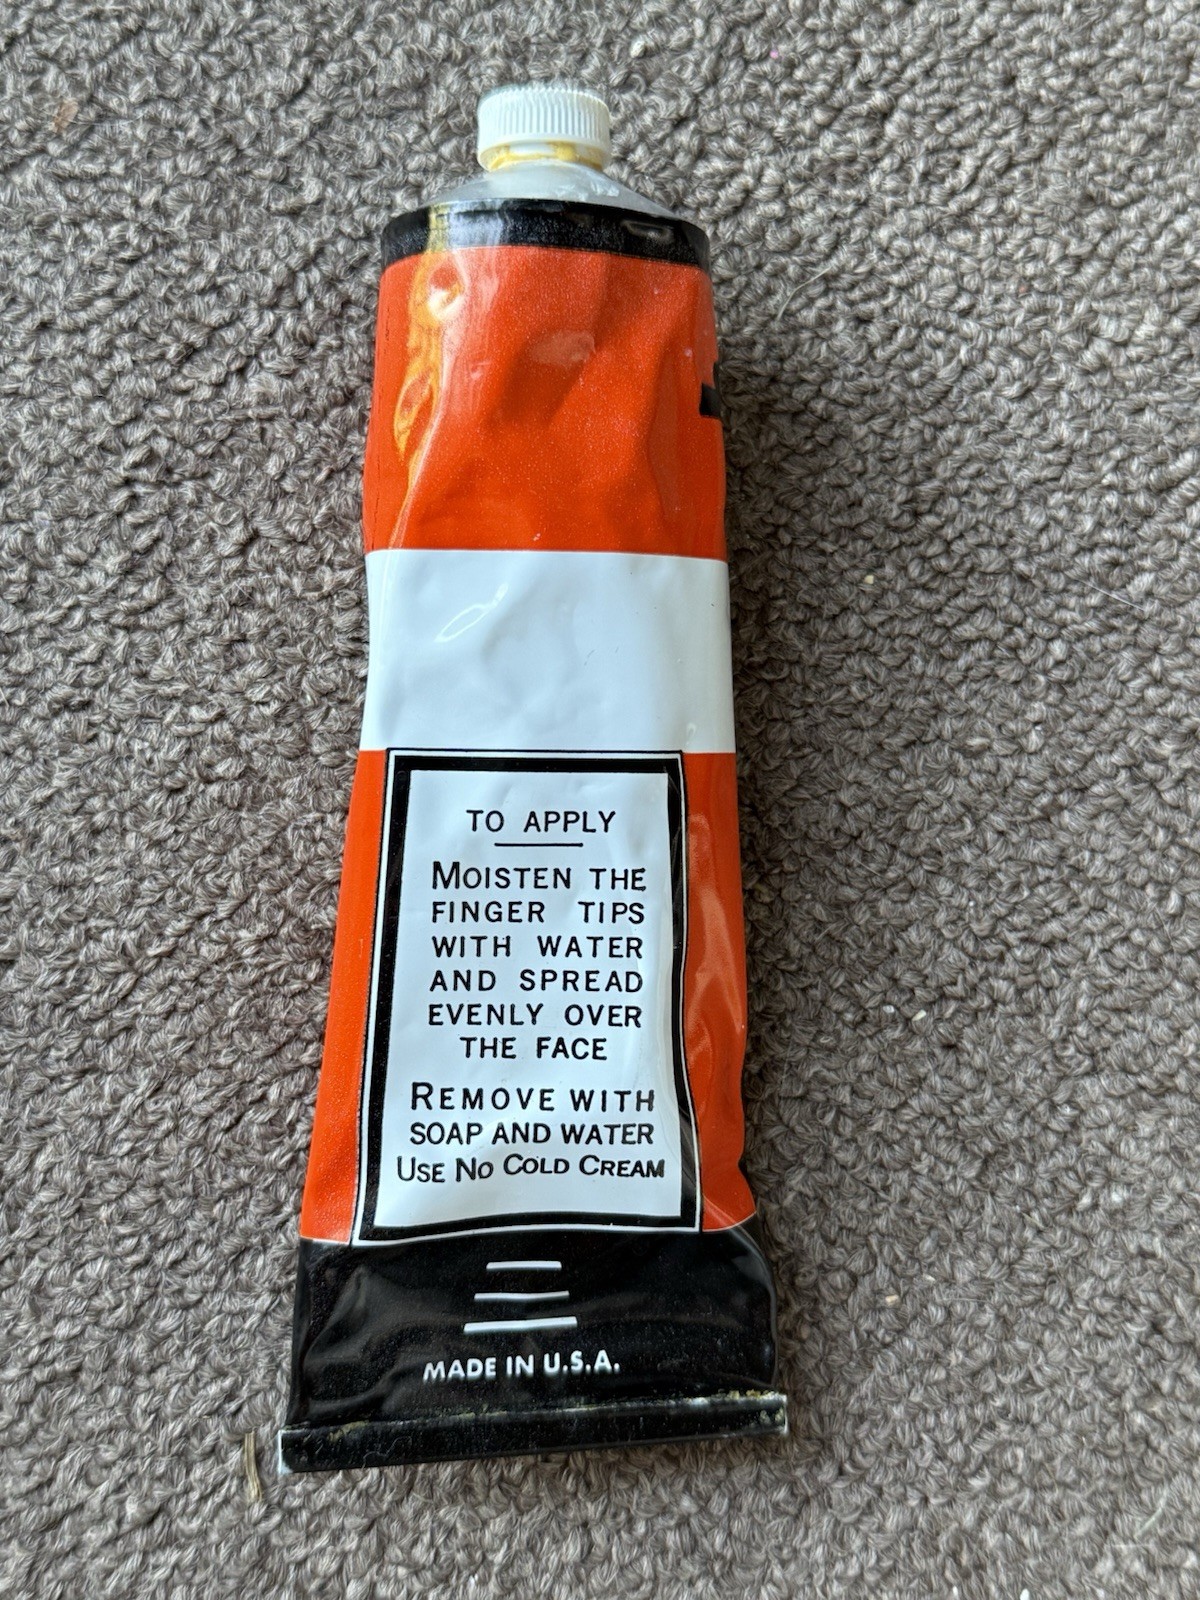 TO APPLY
MOISTEN THE
FINGER TIPS
WITH WATER
AND SPREAD
EVENLY OVER
THE FACE
REMOVE WITH
SOAP AND WATER
USE NO COLD CREAM
MADE IN U.S.A.